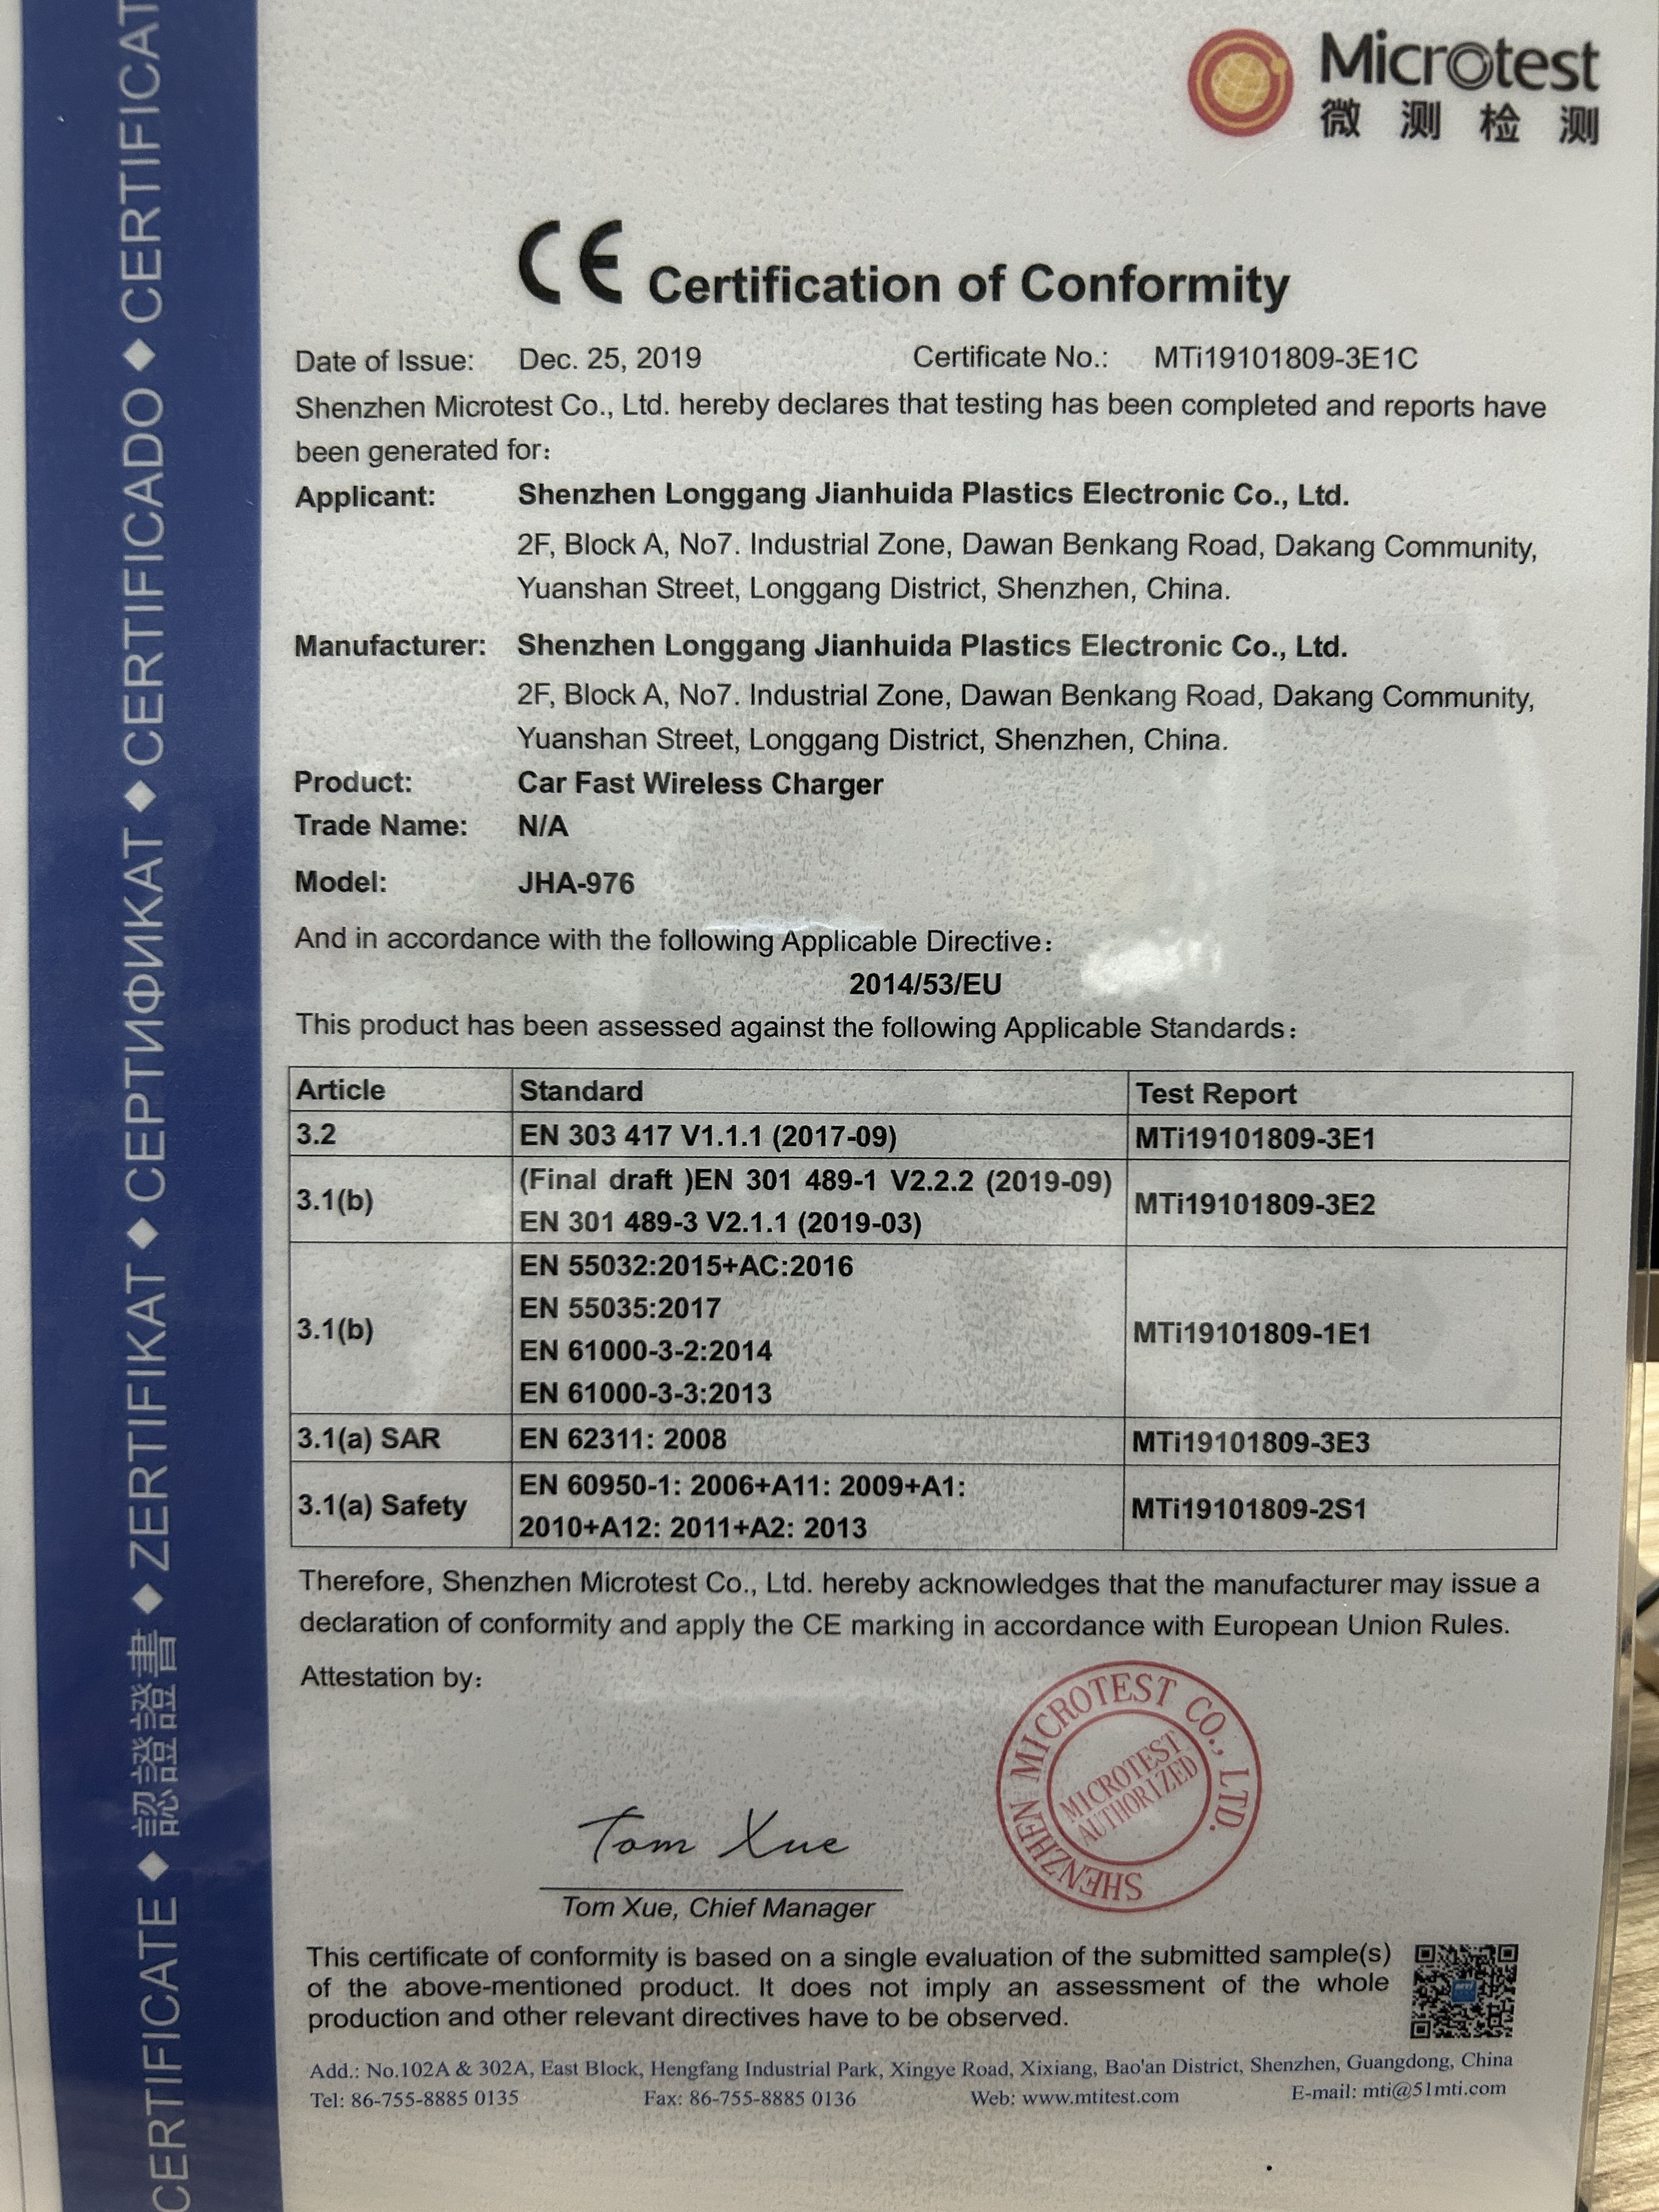 Microtest
微测检测
CE Certification of Conformity
Date of Issue: Dec. 25, 2019 Certificate No.: MTi19101809-3E1C
Shenzhen Microtest Co., Ltd. hereby declares that testing has been completed and reports have
been generated for:
Applicant: Shenzhen Longgang Jianhuida Plastics Electronic Co., Ltd.
2F, Block A, No7. Industrial Zone, Dawan Benkang Road, Dakang Community,
Yuanshan Street, Longgang District, Shenzhen, China.
Manufacturer: Shenzhen Longgang Jianhuida Plastics Electronic Co., Ltd.
2F, Block A, No7. Industrial Zone, Dawan Benkang Road, Dakang Community,
Yuanshan Street, Longgang District, Shenzhen, China.
Product: Car Fast Wireless Charger
Trade Name: N/A
Model: JHA-976
And in accordance with the following Applicable Directive:
2014/53/EU
This product has been assessed against the following Applicable Standards:
Article Standard Test Report
3.2 EN 303 417 V1.1.1 (2017-09) MTi19101809-3E1
3.1(b) (Final draft )EN 301 489-1 V2.2.2 (2019-09)
EN 301 489-3 V2.1.1 (2019-03) MTi19101809-3E2
3.1(b) EN 55032:2015+AC:2016
EN 55035:2017
EN 61000-3-2:2014
EN 61000-3-3:2013 MTi19101809-1E1
3.1(a) SAR EN 62311: 2008 MTi19101809-3E3
3.1(a) Safety EN 60950-1: 2006+A11: 2009+A1:
2010+A12: 2011+A2: 2013 MTi19101809-2S1
Therefore, Shenzhen Microtest Co., Ltd. hereby acknowledges that the manufacturer may issue a
declaration of conformity and apply the CE marking in accordance with European Union Rules.
Attestation by:
Tom Xue
Tom Xue, Chief Manager
SHENZHEN MICROTEST CO., LTD.
MICROTEST
AUTHORIZED
This certificate of conformity is based on a single evaluation of the submitted sample(s)
of the above-mentioned product. It does not imply an assessment of the whole
production and other relevant directives have to be observed.
Add.: No.102A & 302A, East Block, Hengfang Industrial Park, Xingye Road, Xixiang, Bao'an District, Shenzhen, Guangdong, China
Tel: 86-755-8885 0135 Fax: 86-755-8885 0136 Web: www.mtitest.com E-mail: mti@51mti.com
CERTIFICATE ◆ 認證證書 ◆ ZERTIFIKAT ◆ СЕРТИФИКАТ ◆ CERTIFICADO ◆ CERTIFICAT